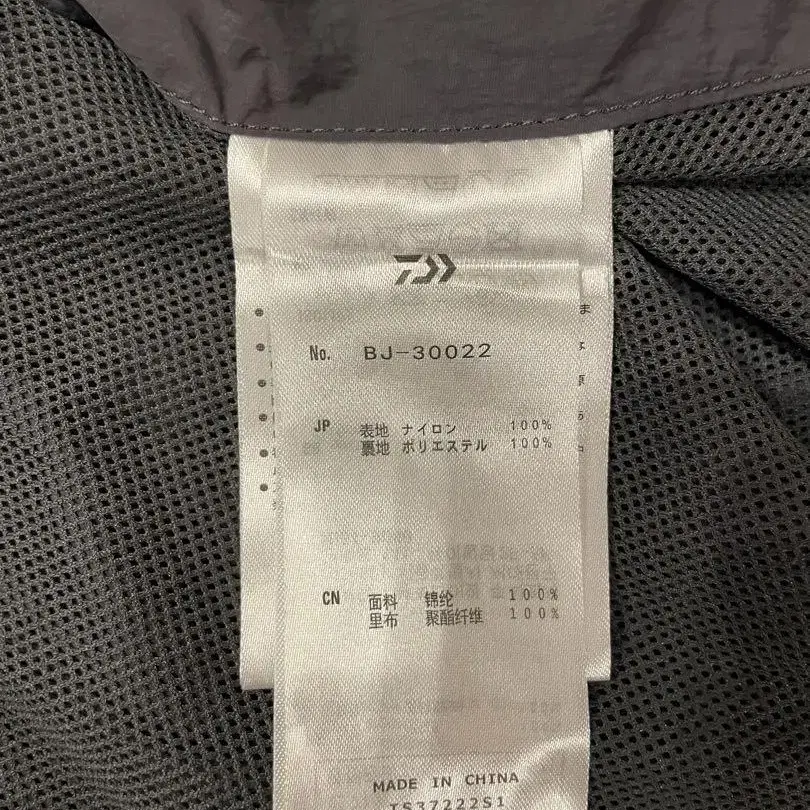 No. BJ-30022
JP 表地 ナイロン 100%
裏地 ポリエステル 100%
CN 面料 锦纶 100%
里布 聚酯纤维 100%
MADE IN CHINA
IS37222S1